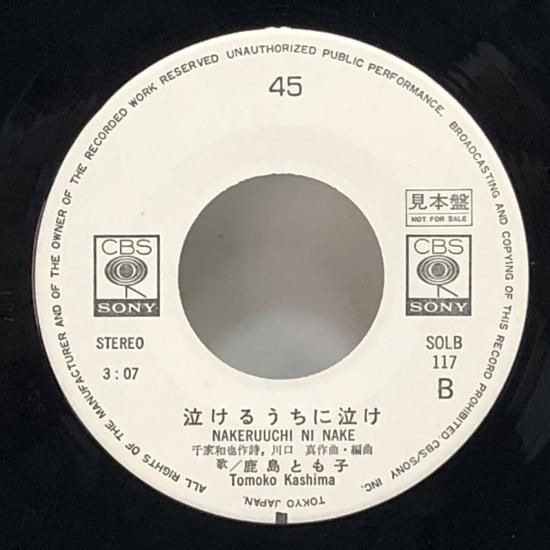 ALL RIGHTS OF THE MANUFACTURER AND OF THE OWNER OF THE RECORDED WORK RESERVED UNAUTHORIZED PUBLIC PERFORMANCE, BROADCASTING AND COPYING OF THIS RECORD PROHIBITED CBS/SONY INC. TOKYO JAPAN.
45
見本盤
NOT FOR SALE
CBS
SONY
CBS
SONY
STEREO
3:07
SOLB
117
B
泣けるうちに泣け
NAKERUUCHI NI NAKE
千家和也作詩，川口　真作曲・編曲
歌／鹿島とも子
Tomoko Kashima